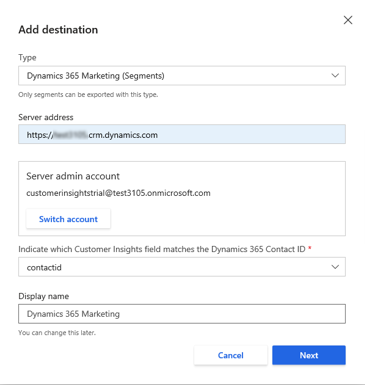 Add destination
Type
Dynamics 365 Marketing (Segments)
Only segments can be exported with this type.
Server address
https:// .crm.dynamics.com
Server admin account
customerinsightstrial@test3105.onmicrosoft.com
Switch account
Indicate which Customer Insights field matches the Dynamics 365 Contact ID *
contactid
Display name
Dynamics 365 Marketing
You can change this later.
Cancel
Next